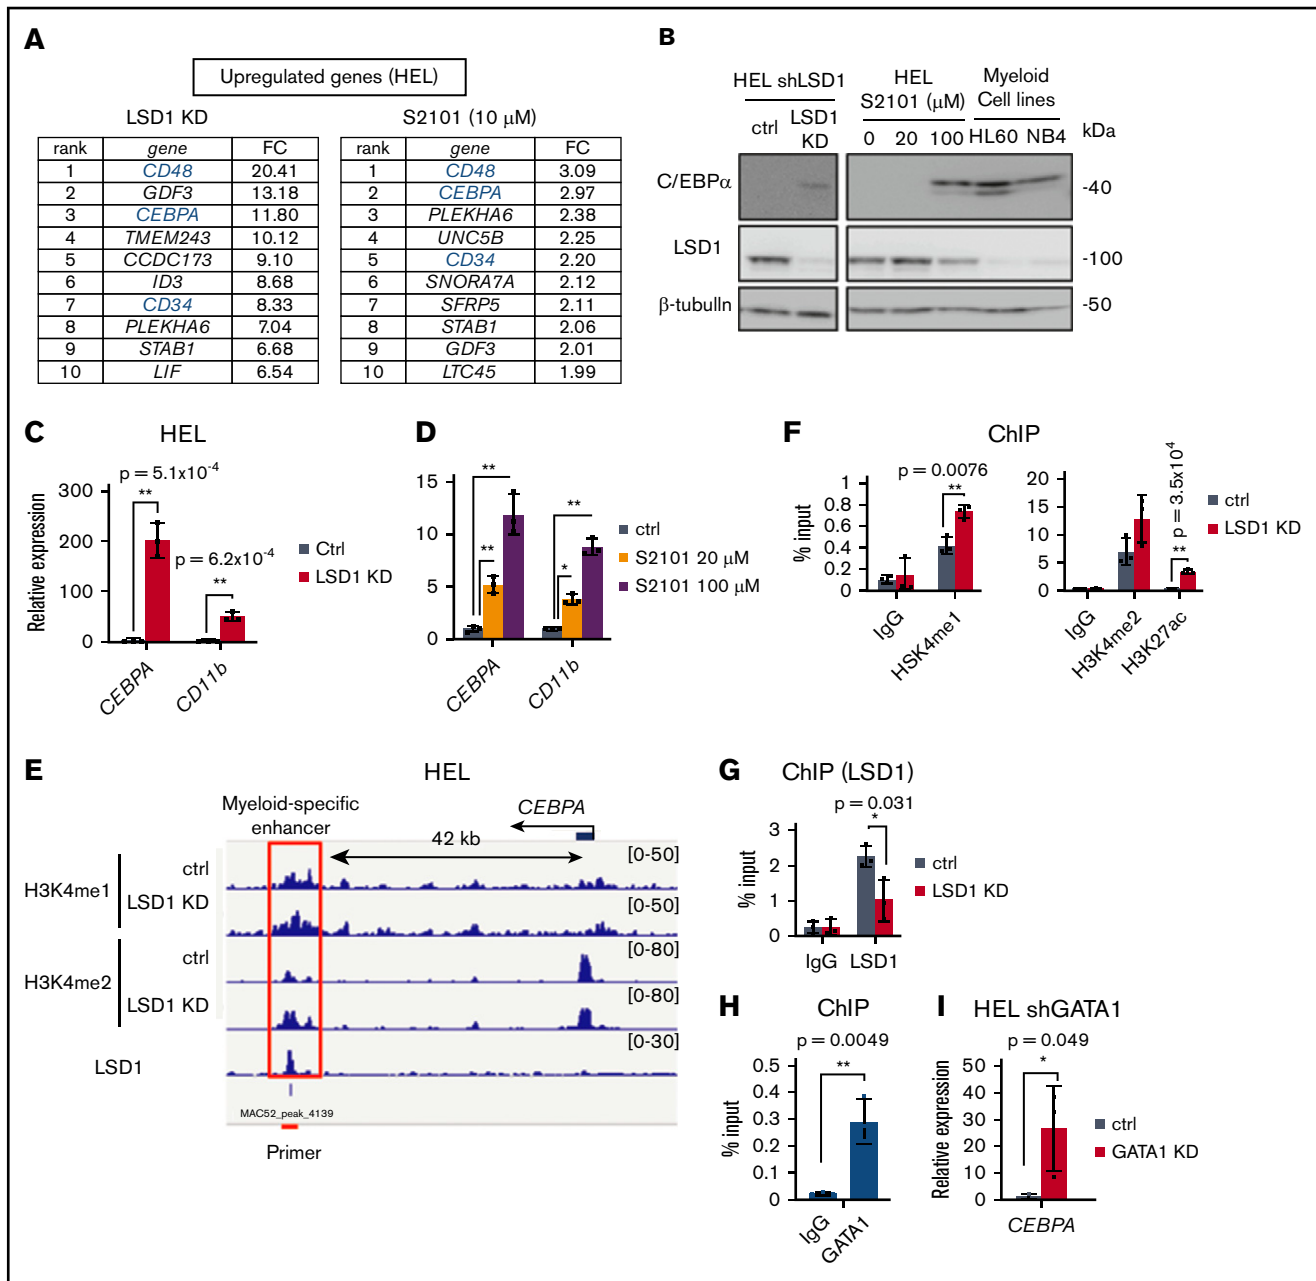 A
Upregulated genes (HEL)
LSD1 KD
rank gene FC
1 CD48 20.41
2 GDF3 13.18
3 CEBPA 11.80
4 TMEM243 10.12
5 CCDC173 9.10
6 ID3 8.68
7 CD34 8.33
8 PLEKHA6 7.04
9 STAB1 6.68
10 LIF 6.54
S2101 (10 μM)
rank gene FC
1 CD48 3.09
2 CEBPA 2.97
3 PLEKHA6 2.38
4 UNC5B 2.25
5 CD34 2.20
6 SNORA7A 2.12
7 SFRP5 2.11
8 STAB1 2.06
9 GDF3 2.01
10 LTC45 1.99
B
HEL shLSD1
ctrl LSD1 KD
HEL
S2101 (μM)
0 20 100
Myeloid
Cell lines
HL60 NB4
kDa
C/EBPα -40
LSD1 -100
β-tubulln -50
C
HEL
p = 5.1x10-4
**
p = 6.2x10-4
**
Relative expression
300
200
100
0
CEBPA CD11b
Ctrl
LSD1 KD
D
** **
** *
15
10
5
0
CEBPA CD11b
ctrl
S2101 20 μM
S2101 100 μM
F
ChIP
p = 0.0076
**
% input
1
0.8
0.6
0.4
0.2
0
IgG HSK4me1
p = 3.5x10⁴
**
20
15
10
5
0
IgG H3K4me2 H3K27ac
ctrl
LSD1 KD
E
HEL
Myeloid-specific
enhancer
CEBPA
42 kb
H3K4me1
ctrl [0-50]
LSD1 KD [0-50]
H3K4me2
ctrl [0-80]
LSD1 KD [0-80]
LSD1 [0-30]
MAC52_peak_4139
Primer
G
ChIP (LSD1)
p = 0.031
*
% input
3
2
1
0
IgG LSD1
ctrl
LSD1 KD
H
ChIP
p = 0.0049
**
% input
0.5
0.4
0.3
0.2
0.1
0
IgG GATA1
I
HEL shGATA1
p = 0.049
*
Relative expression
50
40
30
20
10
0
CEBPA
ctrl
GATA1 KD